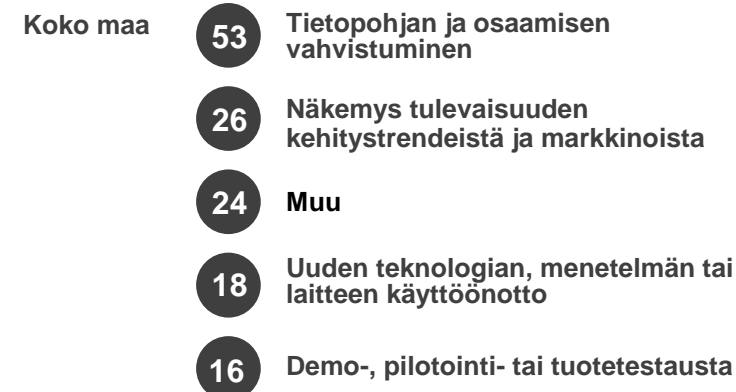 Koko maa
53
Tietopohjan ja osaamisen
vahvistuminen
26
Näkemys tulevaisuuden
kehitystrendeistä ja markkinoista
24
Muu
18
Uuden teknologian, menetelmän tai
laitteen käyttöönotto
16
Demo-, pilotointi- tai tuotetestausta